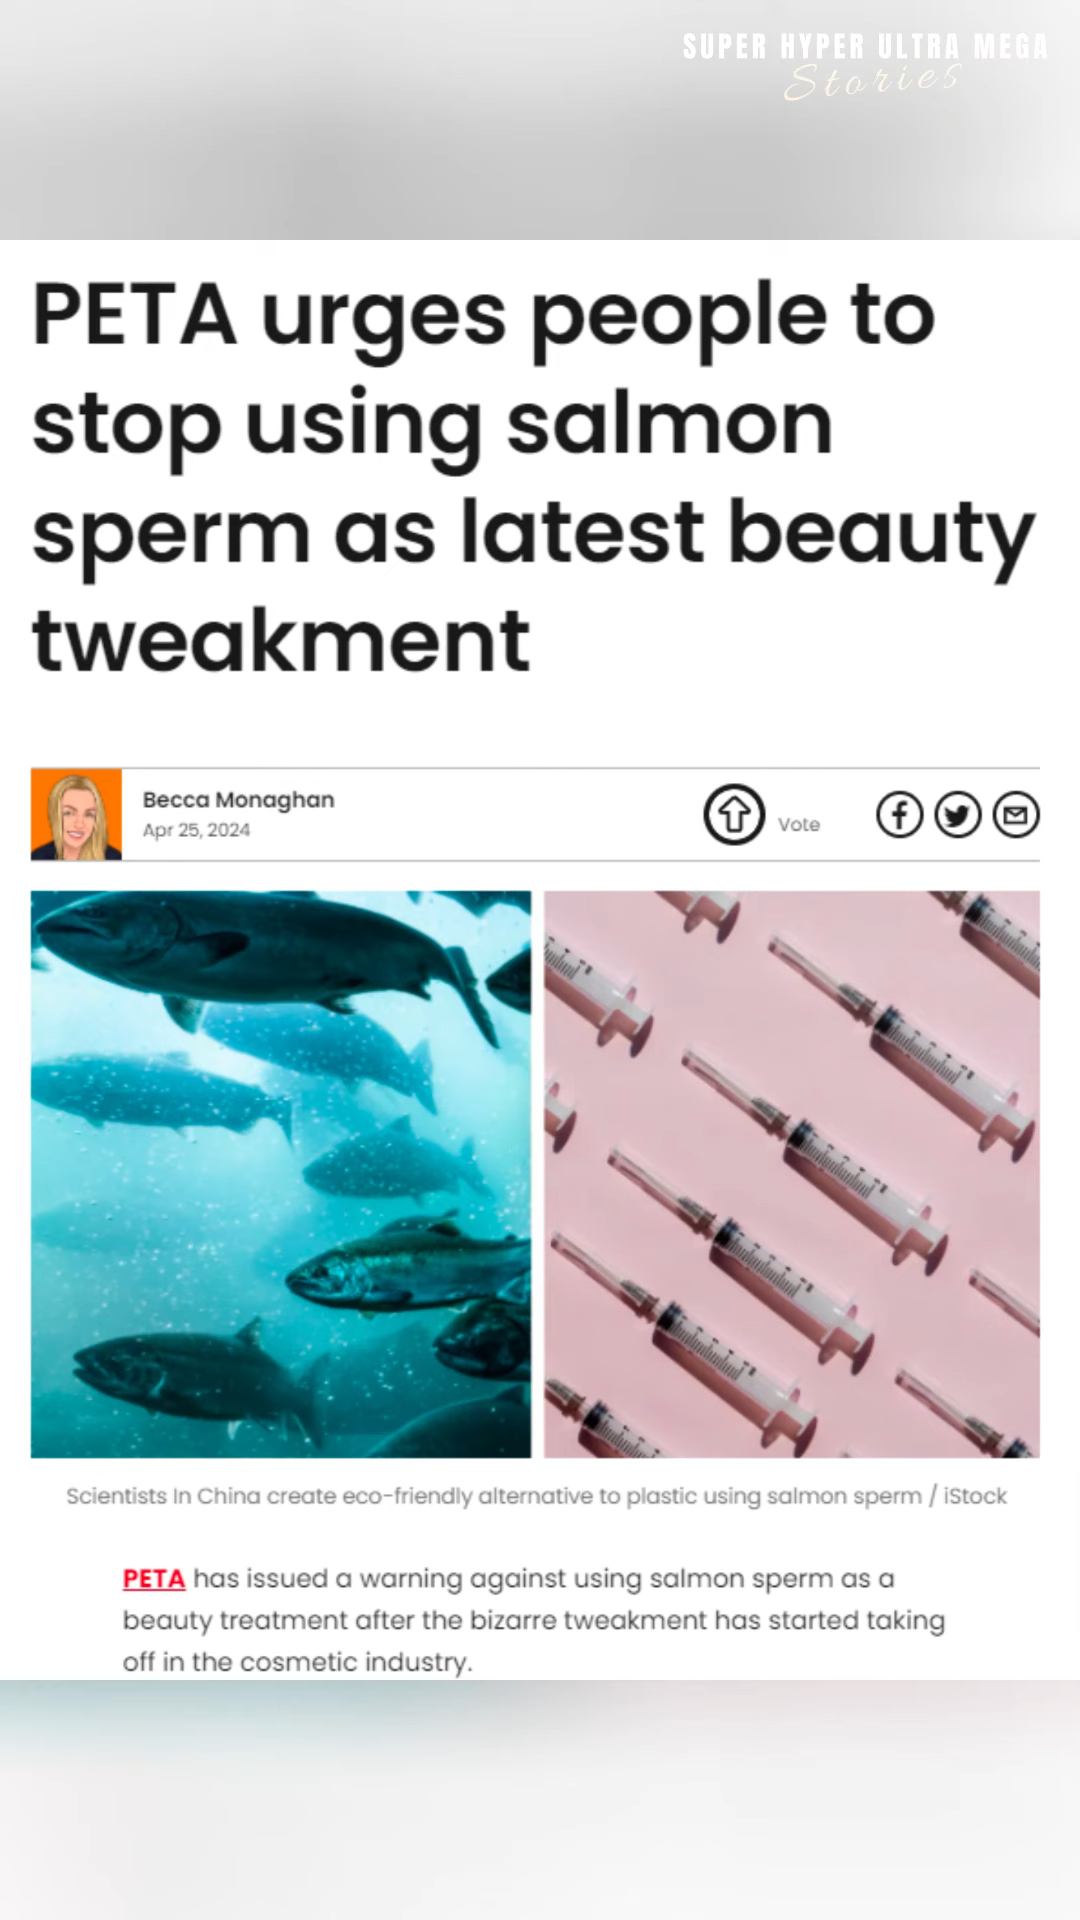 SUPER HYPER ULTRA MEGA
Stories
PETA urges people to
stop using salmon
sperm as latest beauty
tweakment
Becca Monaghan
Apr 25, 2024
Vote
Scientists In China create eco-friendly alternative to plastic using salmon sperm / iStock
PETA has issued a warning against using salmon sperm as a
beauty treatment after the bizarre tweakment has started taking
off in the cosmetic industry.